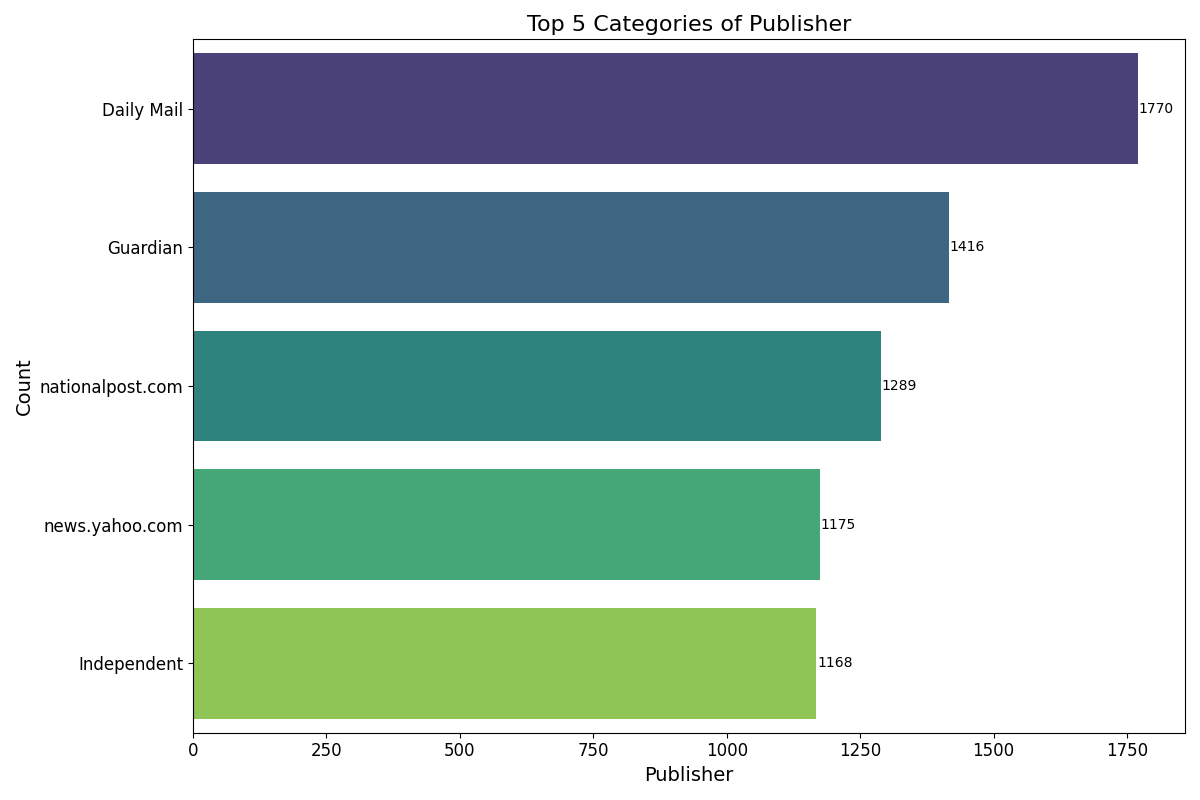 Top 5 Categories of Publisher
Count
Daily Mail
1770
Guardian
1416
nationalpost.com
1289
news.yahoo.com
1175
Independent
1168
0 250 500 750 1000 1250 1500 1750
Publisher